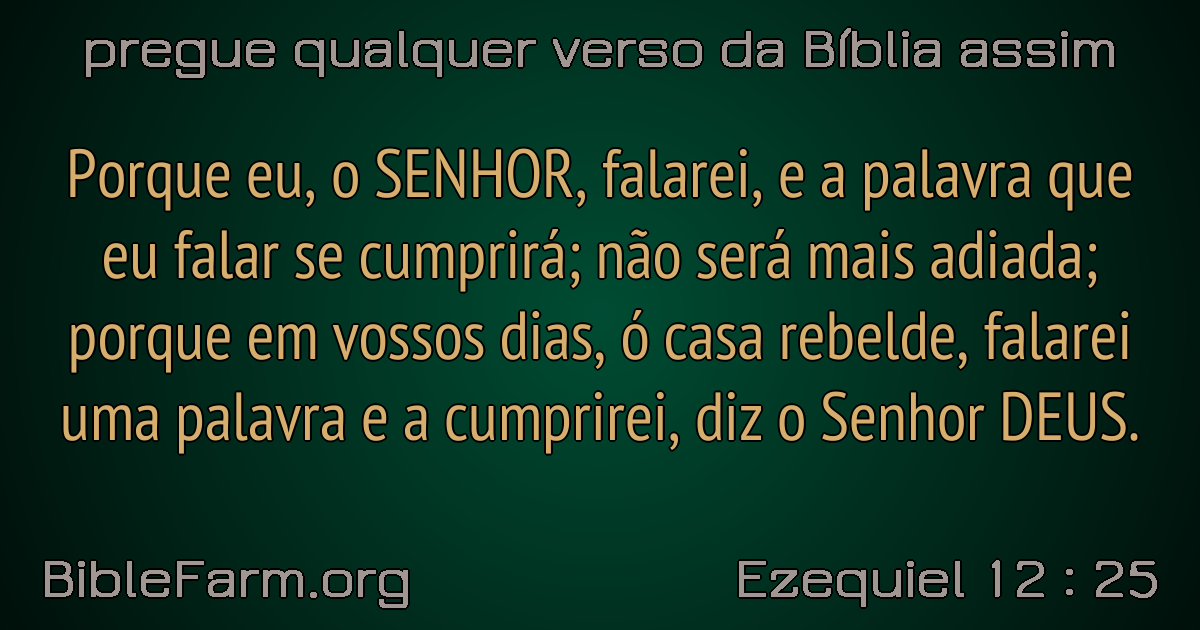 pregue qualquer verso da Bíblia assim
Porque eu, o SENHOR, falarei, e a palavra que
eu falar se cumprirá; não será mais adiada;
porque em vossos dias, ó casa rebelde, falarei
uma palavra e a cumprirei, diz o Senhor DEUS.
BibleFarm.org
Ezequiel 12 : 25